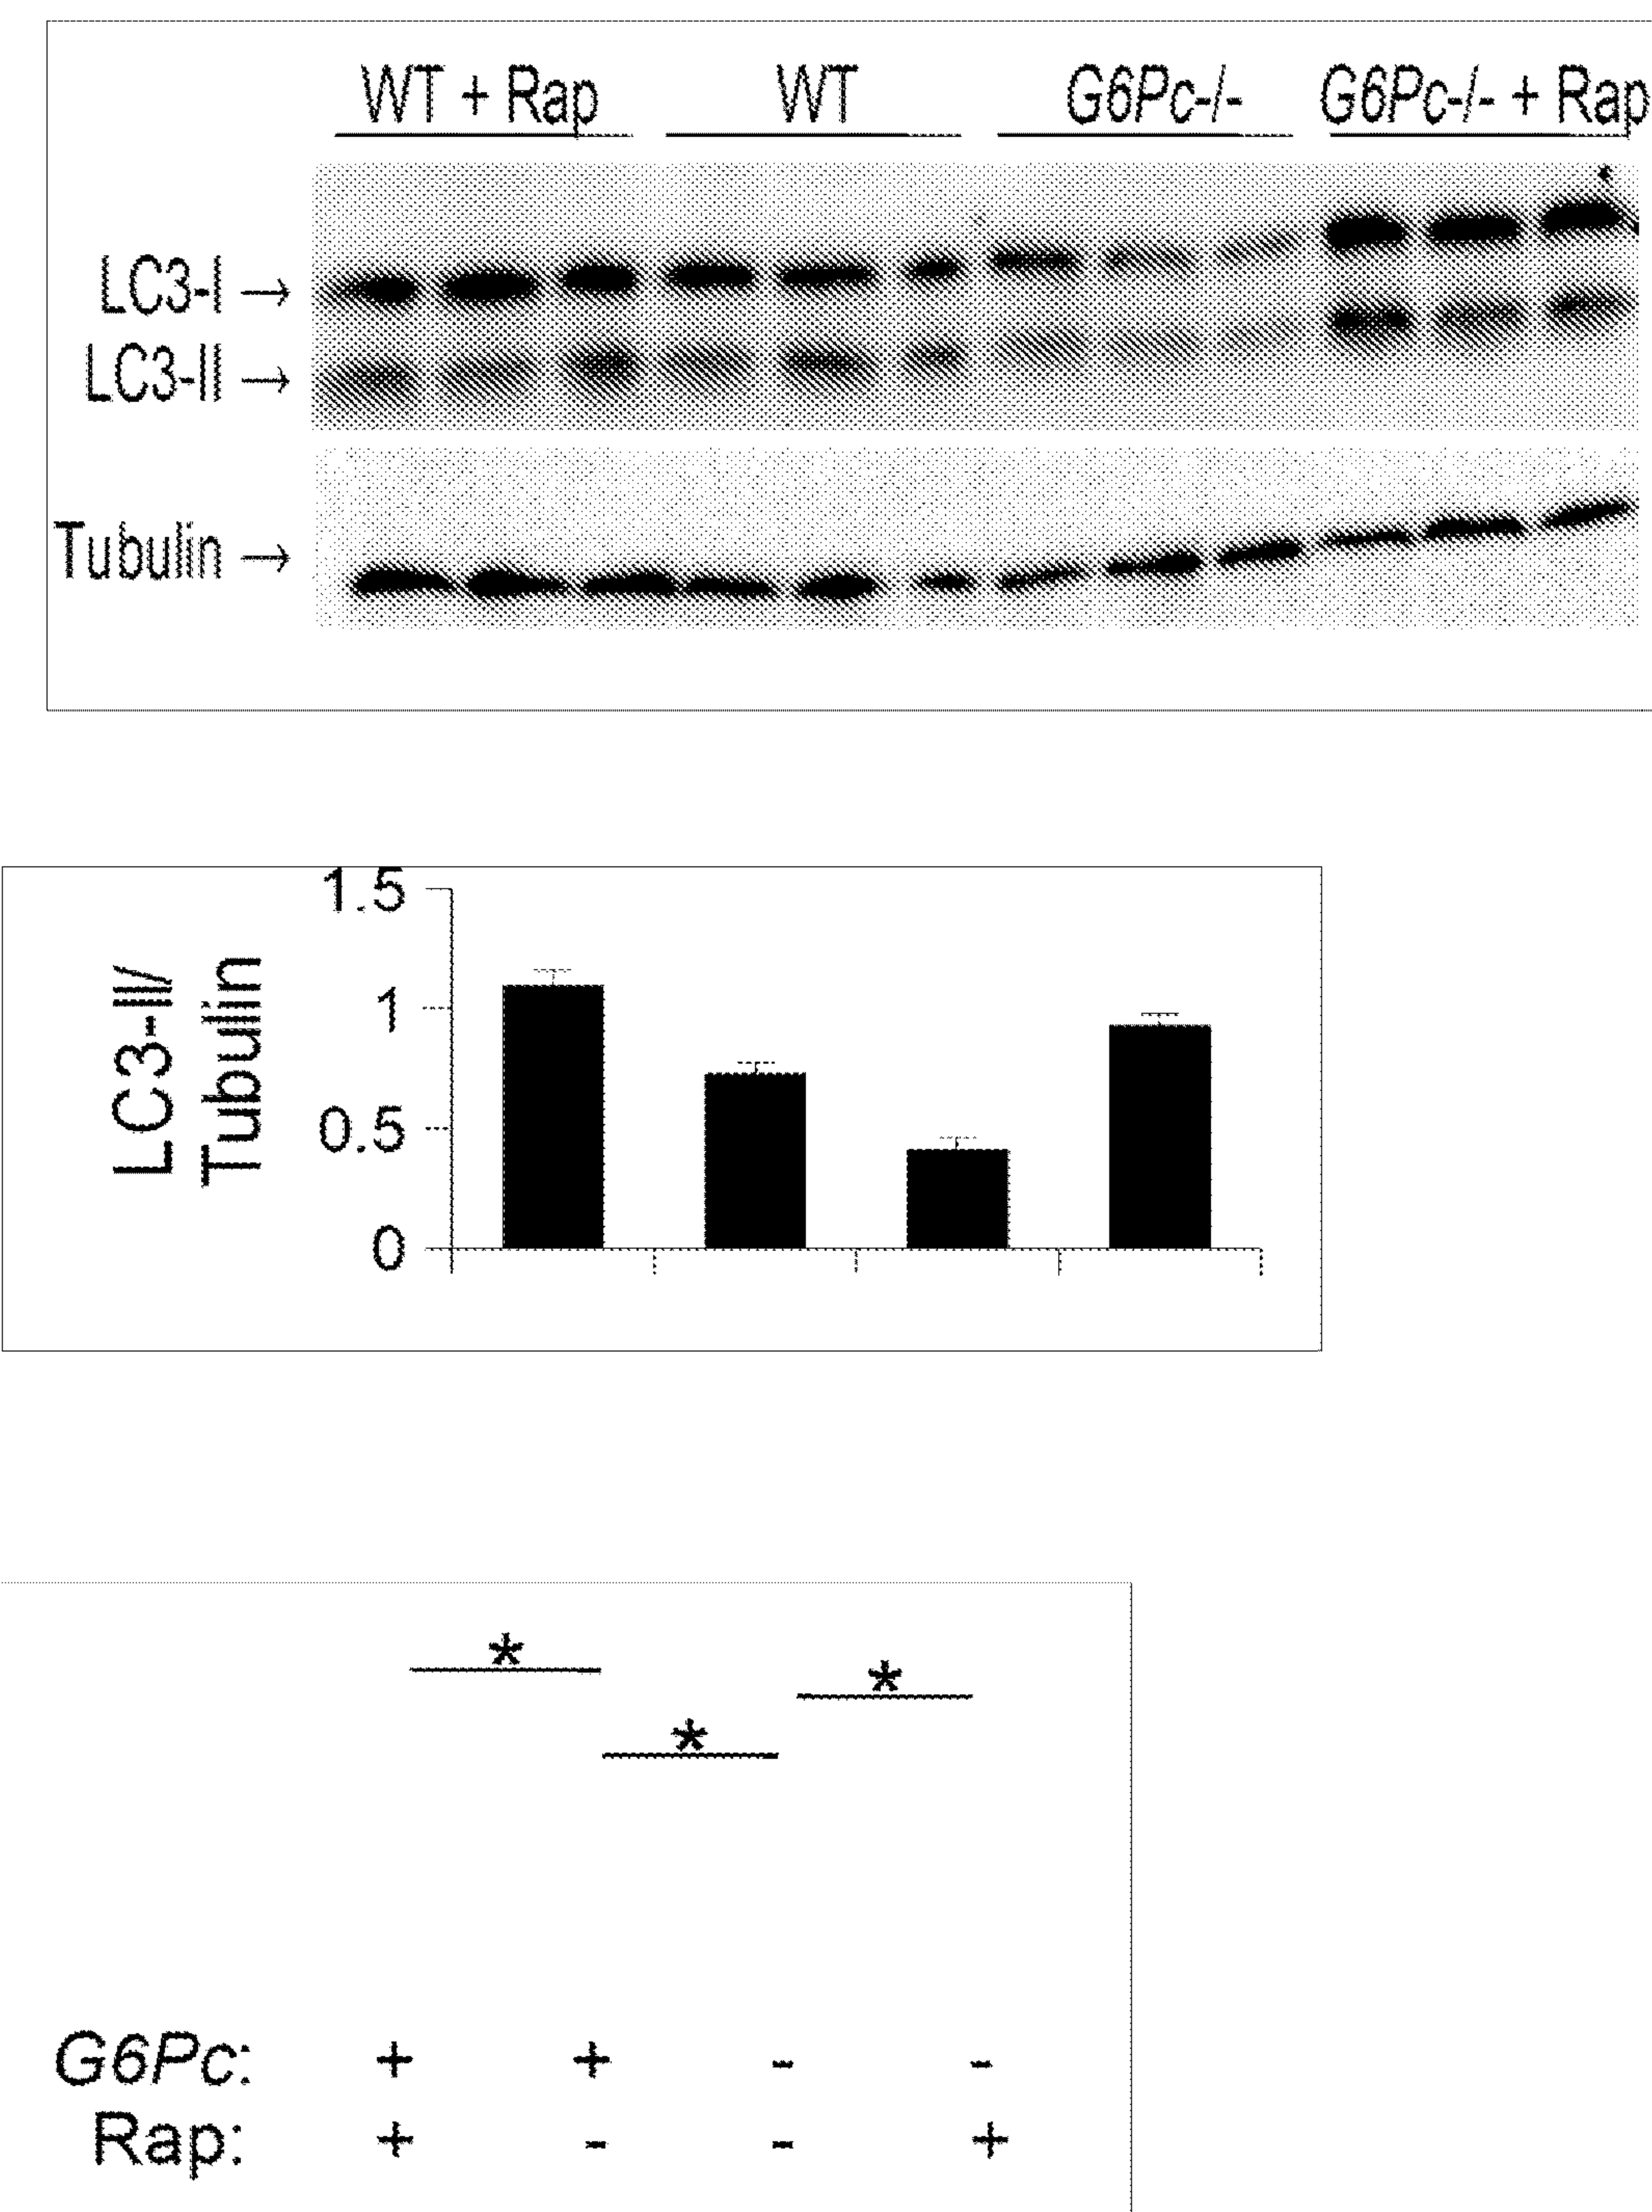 WT + Rap WT G6Pc-/- G6Pc-/- + Rap
LC3-I →
LC3-II →
Tubulin →
LC3-II/
Tubulin
1.5
1
0.5
0
*
*
*
G6Pc: + + - -
Rap: + - - +